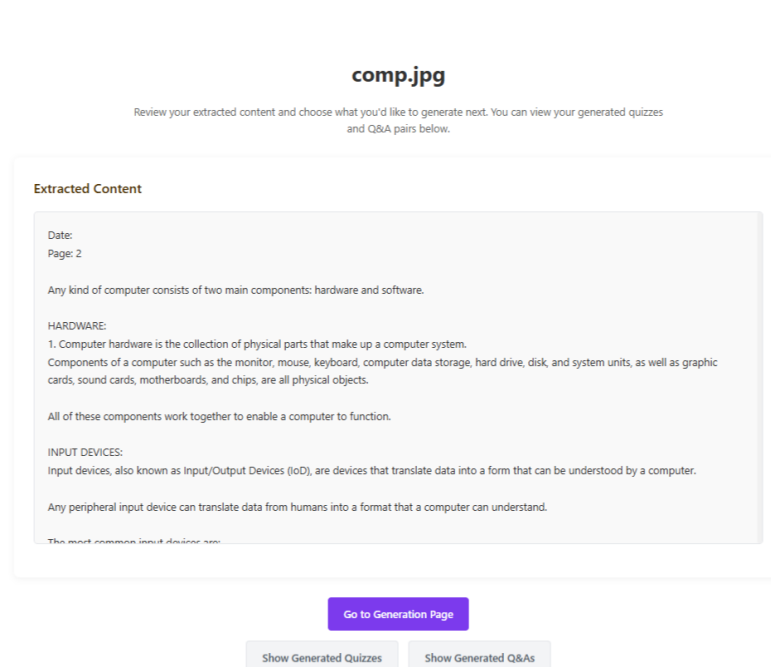 comp.jpg
Review your extracted content and choose what you'd like to generate next. You can view your generated quizzes
and Q&A pairs below.
Extracted Content
Date:
Page: 2
Any kind of computer consists of two main components: hardware and software.
HARDWARE:
1. Computer hardware is the collection of physical parts that make up a computer system.
Components of a computer such as the monitor, mouse, keyboard, computer data storage, hard drive, disk, and system units, as well as graphic
cards, sound cards, motherboards, and chips, are all physical objects.
All of these components work together to enable a computer to function.
INPUT DEVICES:
Input devices, also known as Input/Output Devices (IoD), are devices that translate data into a form that can be understood by a computer.
Any peripheral input device can translate data from humans into a format that a computer can understand.
The most common input devices are:
Go to Generation Page
Show Generated Quizzes
Show Generated Q&As